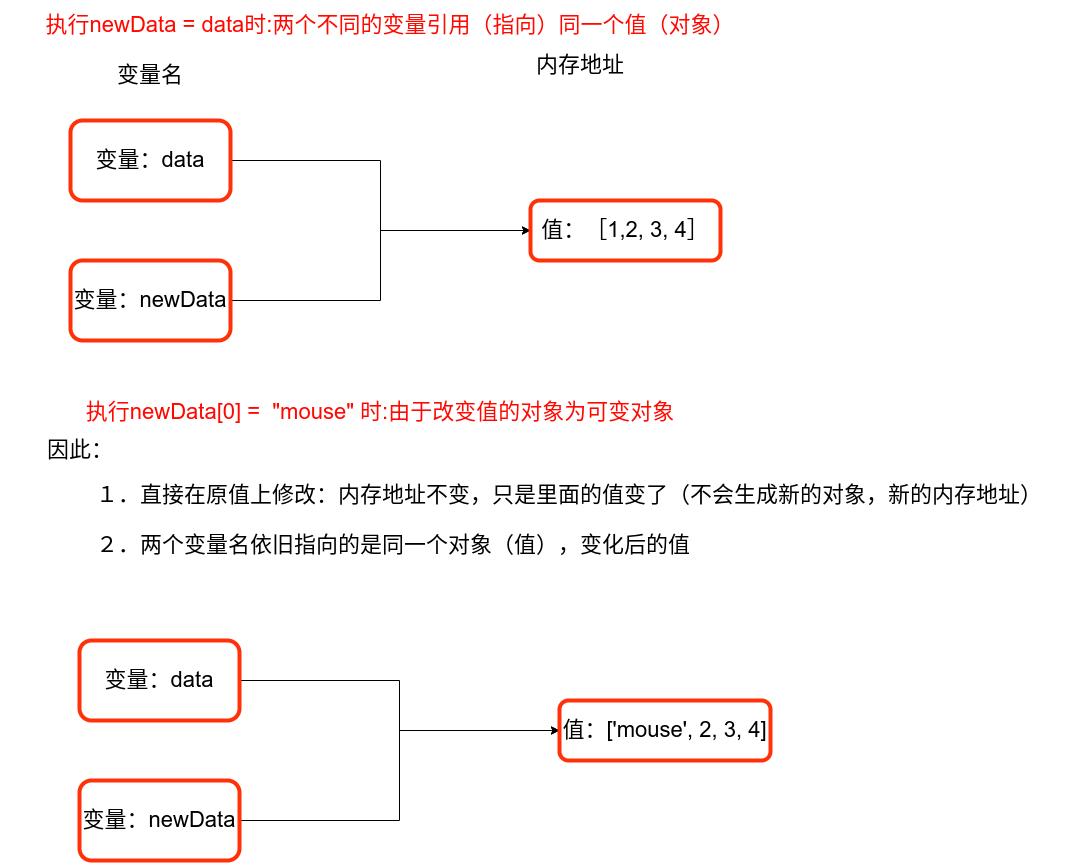 执行newData = data时:两个不同的变量引用（指向）同一个值（对象）
变量名
内存地址
变量：data
值：［1,2, 3, 4］
变量：newData
执行newData[0] =  "mouse" 时:由于改变值的对象为可变对象
因此：
１．直接在原值上修改：内存地址不变，只是里面的值变了（不会生成新的对象，新的内存地址）
２．两个变量名依旧指向的是同一个对象（值），变化后的值
变量：data
值：['mouse', 2, 3, 4]
变量：newData